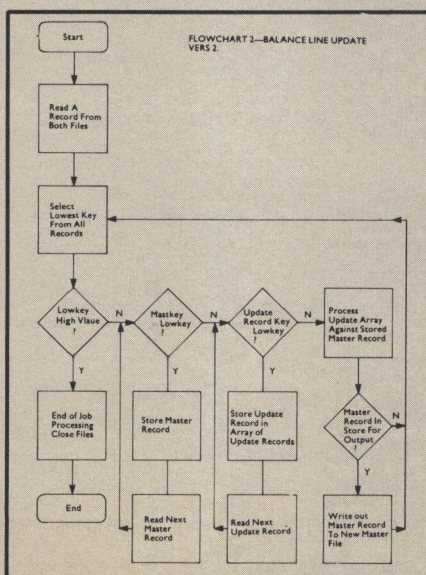 FLOWCHART 2—BALANCE LINE UPDATE
VERS 2.
Start
Read A
Record From
Both Files
Select
Lowest Key
From All
Records
Lowkey
High Vlaue
?
N
Mastkey
Lowkey
?
N
Update
Record Key
Lowkey
?
N
Process
Update Array
Against Stored
Master Record
Y
Y
Y
End of Job
Processing
Close Files
Store Master
Record
Store Update
Record in
Array of
Update Records
Master
Record In
Store For
Output
?
N
Y
End
Read Next
Master
Record
Read Next
Update Record
Write out
Master Record
To New Master
File